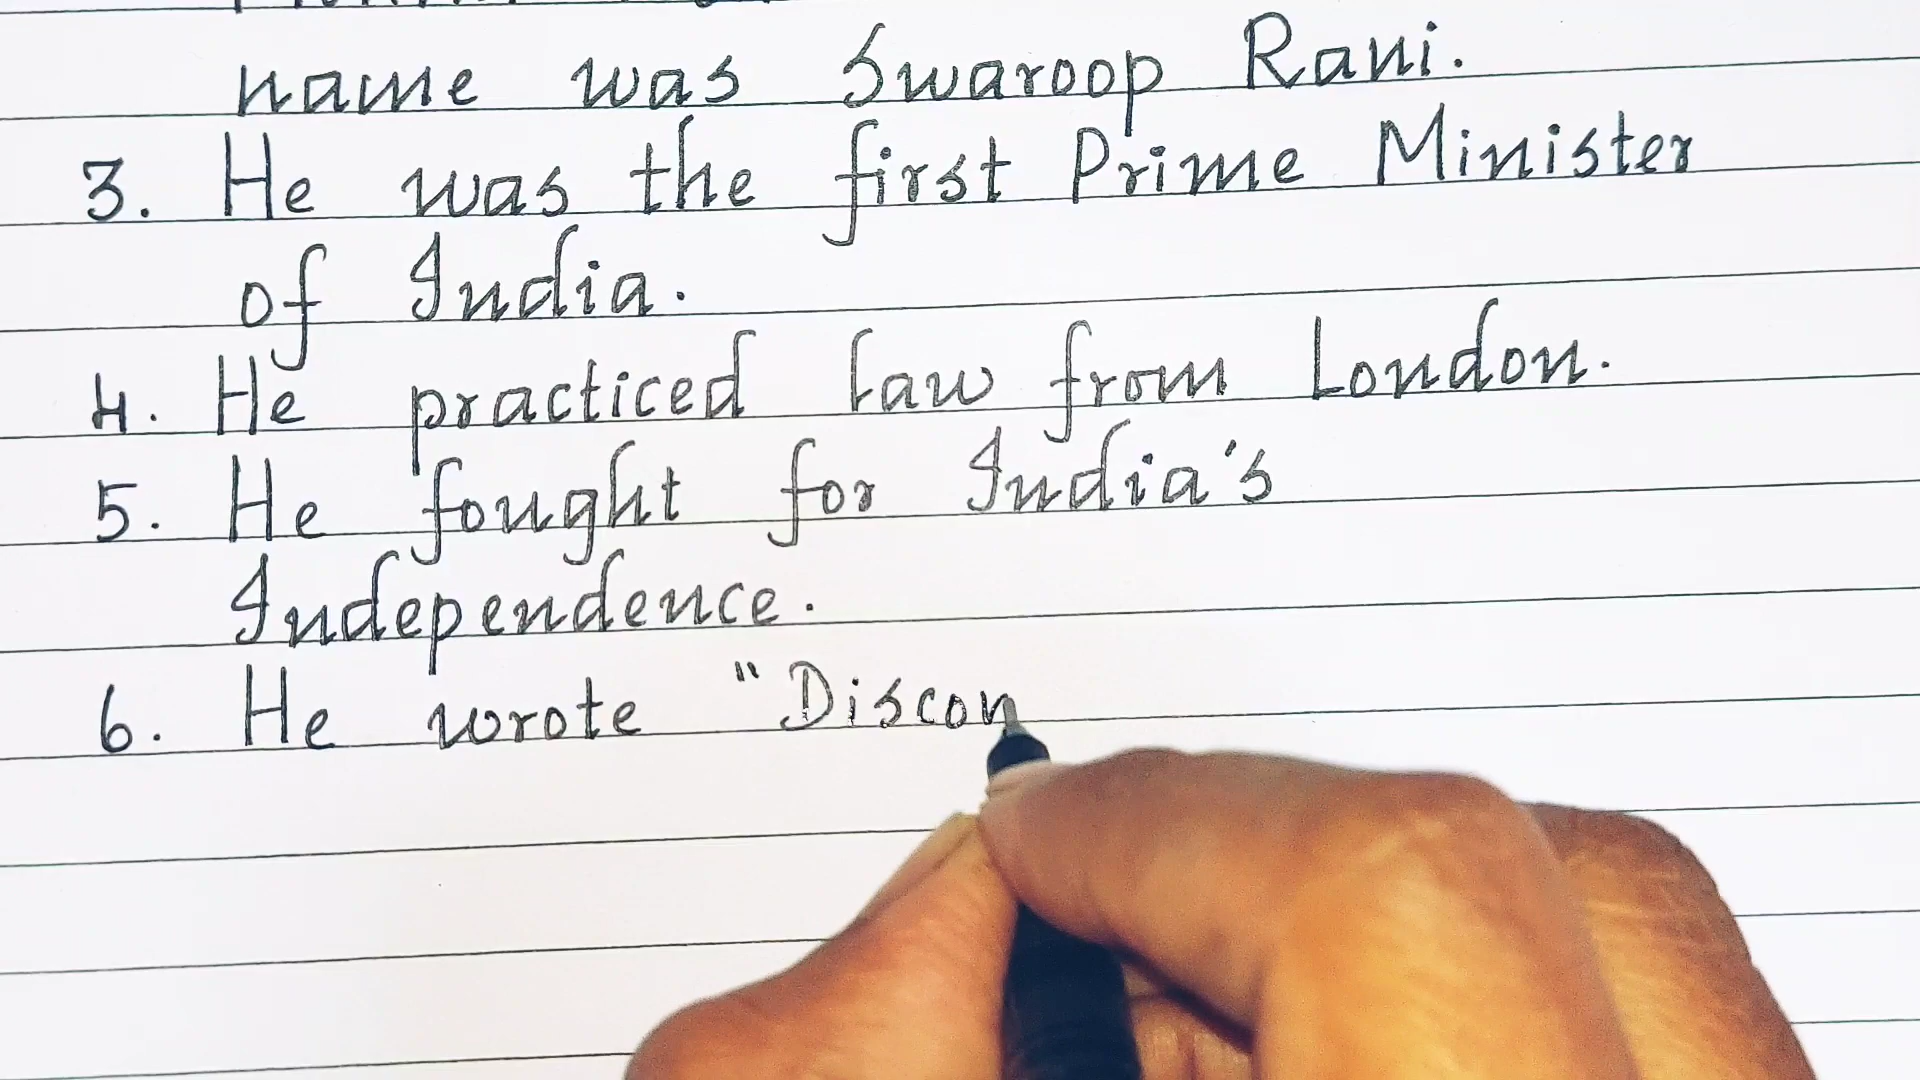 name was Swaroop Rani.
3. He was the first Prime Minister
of India.
4. He practiced law from London.
5. He fought for India's
Independence.
6. He wrote "Discov